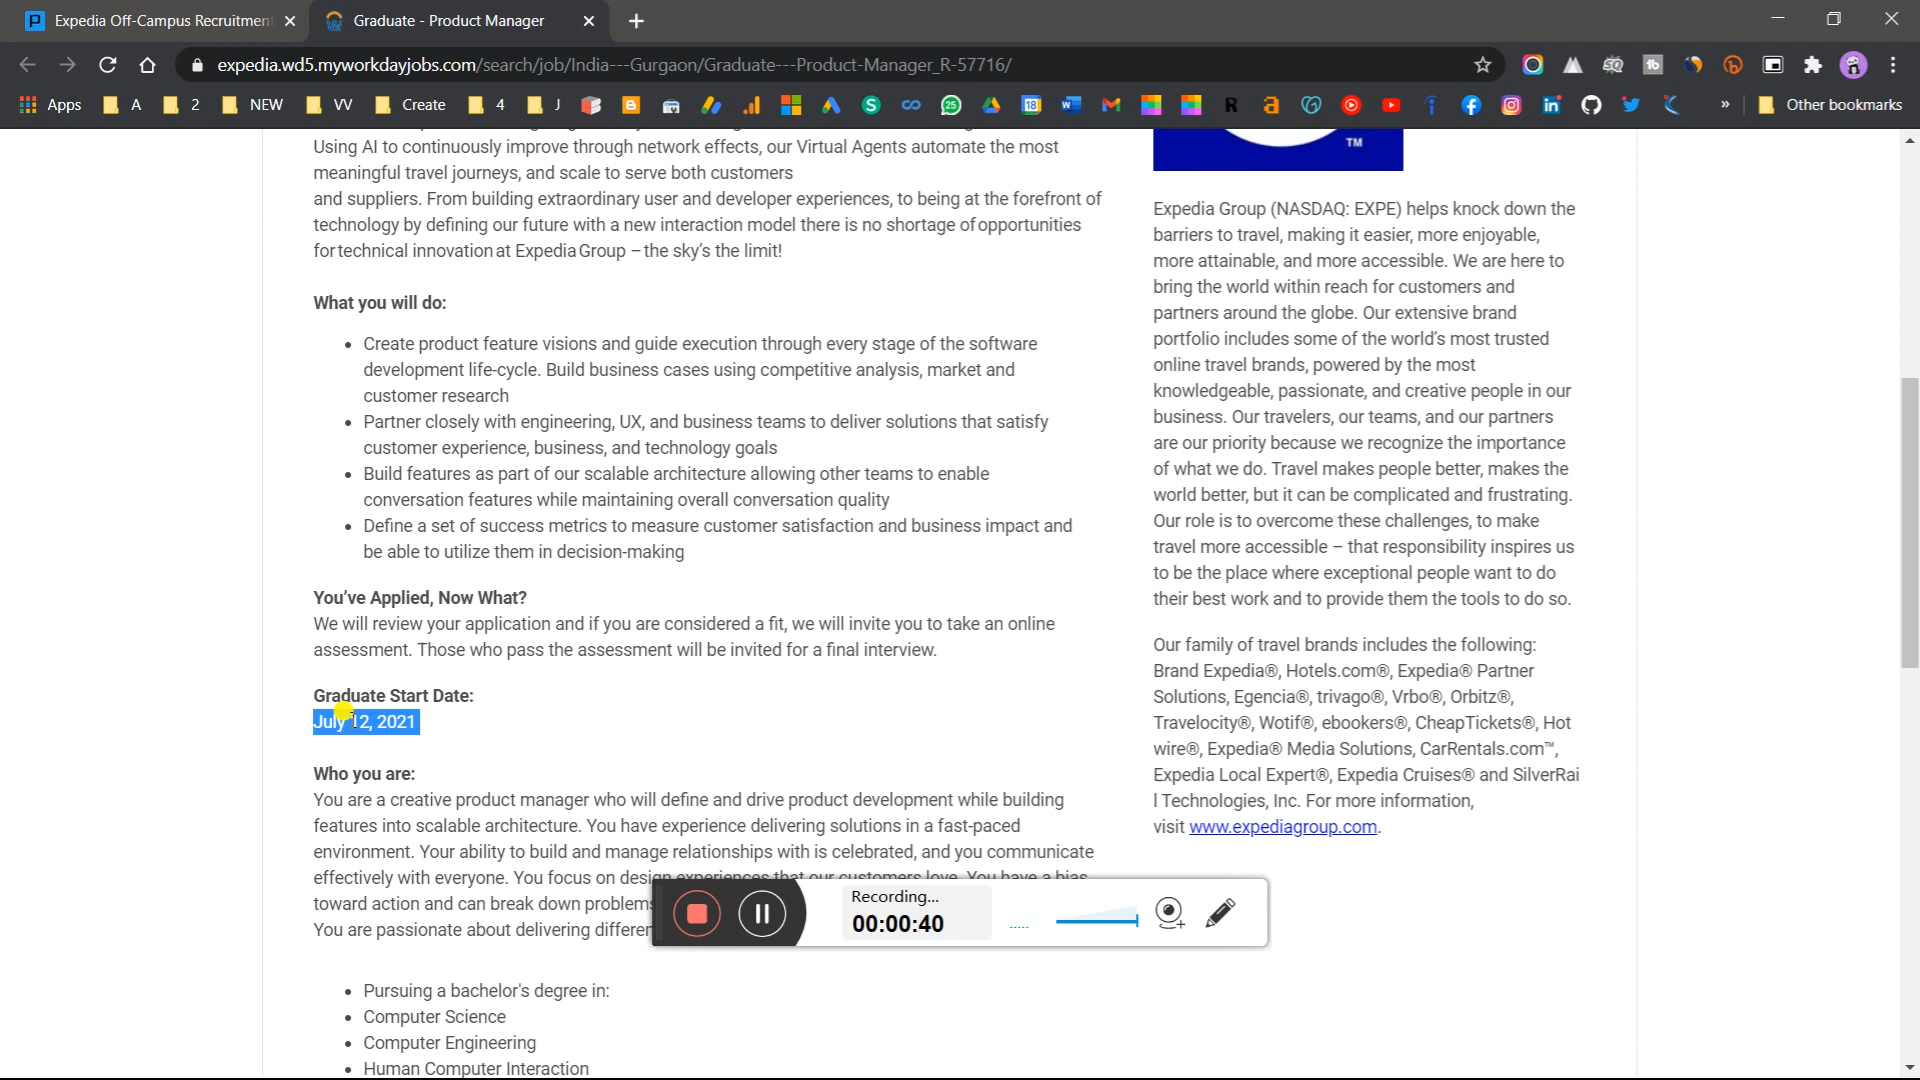 Expedia Off-Campus Recruitment
Graduate - Product Manager
expedia.wd5.myworkdayjobs.com/search/job/India---Gurgaon/Graduate---Product-Manager_R-57716/
Apps A 2 NEW VV Create 4 J Other bookmarks
Using AI to continuously improve through network effects, our Virtual Agents automate the most
meaningful travel journeys, and scale to serve both customers
and suppliers. From building extraordinary user and developer experiences, to being at the forefront of
technology by defining our future with a new interaction model there is no shortage of opportunities
for technical innovation at Expedia Group – the sky's the limit!
What you will do:
• Create product feature visions and guide execution through every stage of the software
development life-cycle. Build business cases using competitive analysis, market and
customer research
• Partner closely with engineering, UX, and business teams to deliver solutions that satisfy
customer experience, business, and technology goals
• Build features as part of our scalable architecture allowing other teams to enable
conversation features while maintaining overall conversation quality
• Define a set of success metrics to measure customer satisfaction and business impact and
be able to utilize them in decision-making
You've Applied, Now What?
We will review your application and if you are considered a fit, we will invite you to take an online
assessment. Those who pass the assessment will be invited for a final interview.
Graduate Start Date:
July 12, 2021
Who you are:
You are a creative product manager who will define and drive product development while building
features into scalable architecture. You have experience delivering solutions in a fast-paced
environment. Your ability to build and manage relationships with is celebrated, and you communicate
effectively with everyone. You focus on design experiences that our customers love. You have a bias
toward action and can break down problems
You are passionate about delivering
• Pursuing a bachelor's degree in:
• Computer Science
• Computer Engineering
• Human Computer Interaction
TM
Expedia Group (NASDAQ: EXPE) helps knock down the
barriers to travel, making it easier, more enjoyable,
more attainable, and more accessible. We are here to
bring the world within reach for customers and
partners around the globe. Our extensive brand
portfolio includes some of the world's most trusted
online travel brands, powered by the most
knowledgeable, passionate, and creative people in our
business. Our travelers, our teams, and our partners
are our priority because we recognize the importance
of what we do. Travel makes people better, makes the
world better, but it can be complicated and frustrating.
Our role is to overcome these challenges, to make
travel more accessible – that responsibility inspires us
to be the place where exceptional people want to do
their best work and to provide them the tools to do so.
Our family of travel brands includes the following:
Brand Expedia®, Hotels.com®, Expedia® Partner
Solutions, Egencia®, trivago®, Vrbo®, Orbitz®,
Travelocity®, Wotif®, ebookers®, CheapTickets®, Hot
wire®, Expedia® Media Solutions, CarRentals.com™,
Expedia Local Expert®, Expedia Cruises® and SilverRai
l Technologies, Inc. For more information,
visit www.expediagroup.com.
Recording...
00:00:40